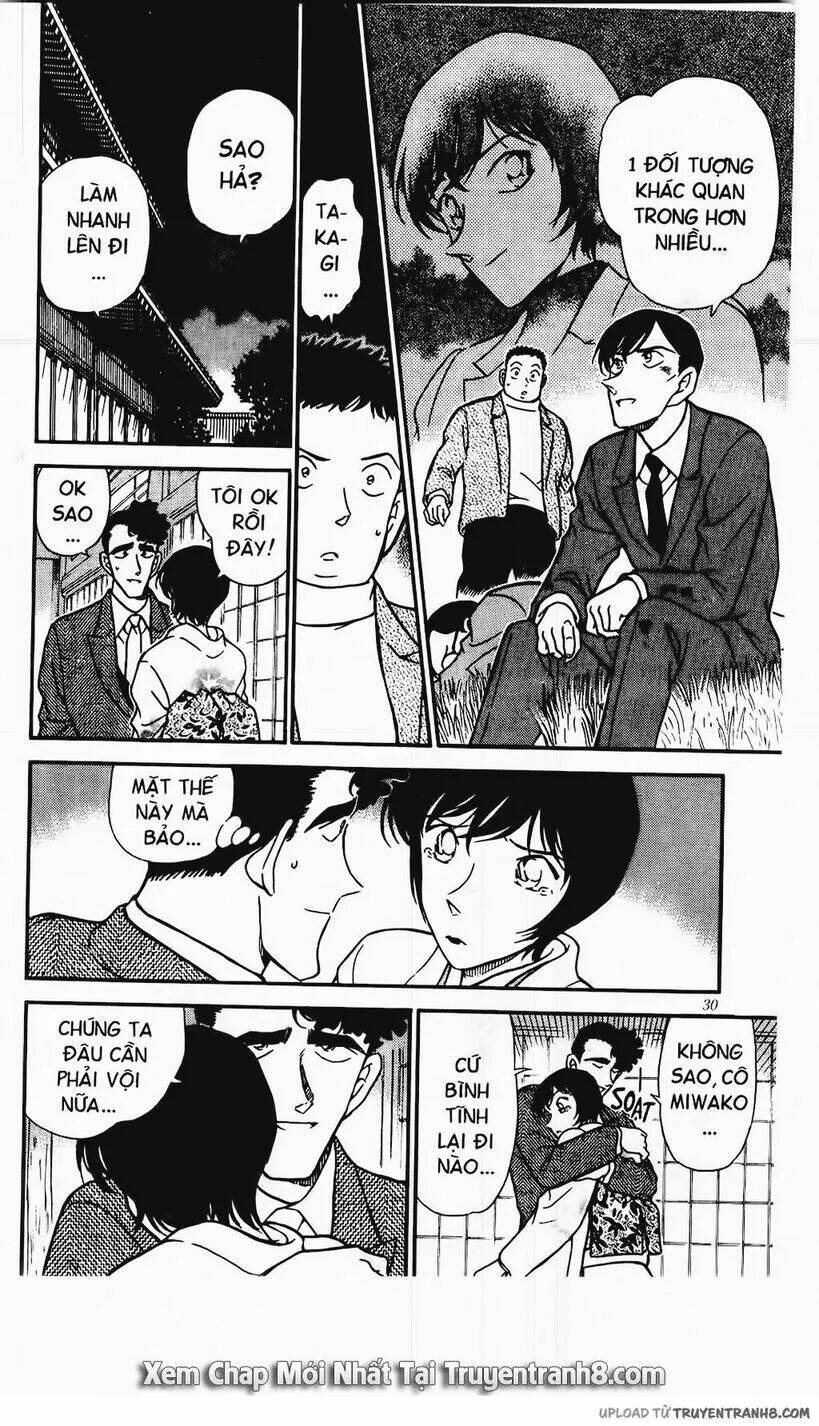 1 ĐỐI TƯỢNG
KHÁC QUAN
TRONG HƠN
NHIỀU...
TA-
KA-
GI
...
SAO
HẢ?
LÀM
NHANH
LÊN ĐI
...
TÔI OK
RỒI
ĐÂY!
OK
SAO
...
MẶT THẾ
NÀY MÀ
BẢO...
30
KHÔNG
SAO, CÔ
MIWAKO
...
SOẠT
CỨ
BÌNH
TĨNH
LẠI ĐI
NÀO...
CHÚNG TA
ĐÂU CẦN
PHẢI VỘI
NỮA...
Xem Chap Mới Nhất Tại Truyentranh8.com
UPLOAD TỪ TRUYENTRANH8.COM